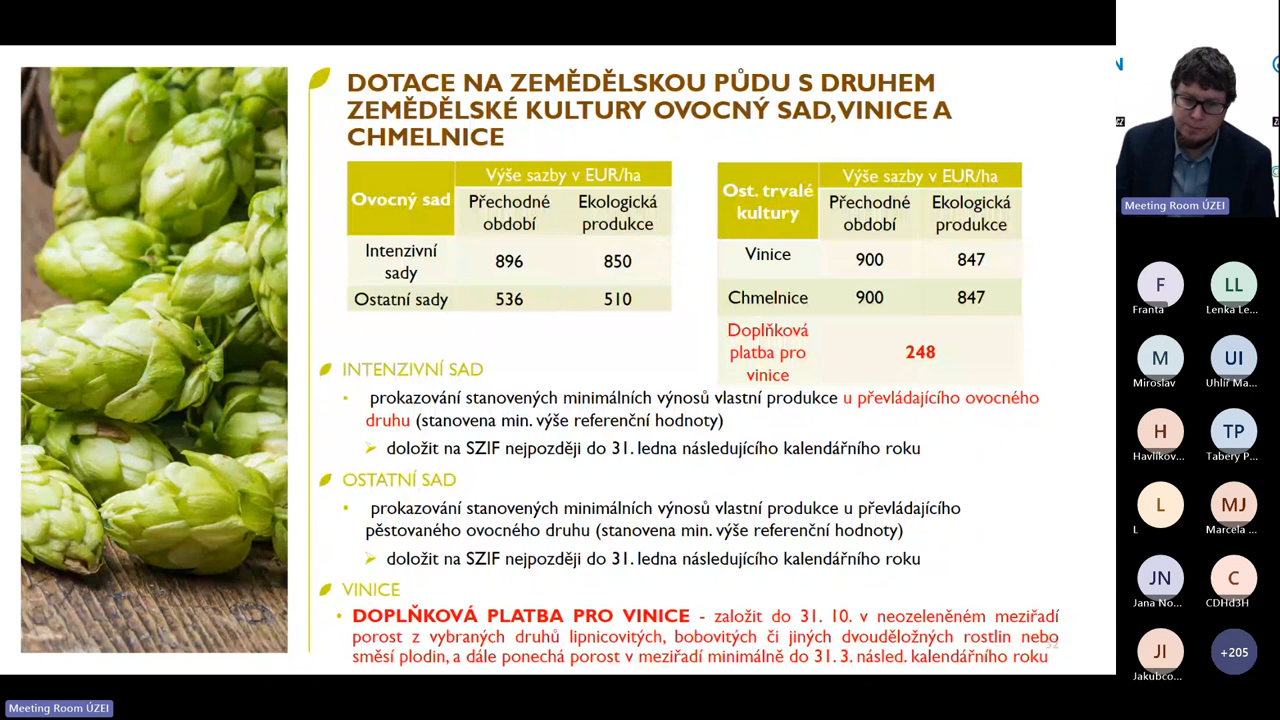 DOTACE NA ZEMĚDĚLSKOU PŮDU S DRUHEM
ZEMĚDĚLSKÉ KULTURY OVOCNÝ SAD, VINICE A
CHMELNICE
Ovocný sad
Výše sazby v EUR/ha
Přechodné období
Ekologická produkce
Intenzivní sady
896
850
Ostatní sady
536
510
Ost. trvalé kultury
Výše sazby v EUR/ha
Přechodné období
Ekologická produkce
Vinice
900
847
Chmelnice
900
847
Doplňková platba pro vinice
248
INTENZIVNÍ SAD
• prokazování stanovených minimálních výnosů vlastní produkce u převládajícího ovocného
druhu (stanovena min. výše referenční hodnoty)
doložit na SZIF nejpozději do 31. ledna následujícího kalendářního roku
OSTATNÍ SAD
• prokazování stanovených minimálních výnosů vlastní produkce u převládajícího
pěstovaného ovocného druhu (stanovena min. výše referenční hodnoty)
doložit na SZIF nejpozději do 31. ledna následujícího kalendářního roku
VINICE
• DOPLŇKOVÁ PLATBA PRO VINICE - založit do 31. 10. v neozeleněném meziřadí
porost z vybraných druhů lipnicovitých, bobovitých či jiných dvouděložných rostlin nebo
směsí plodin, a dále ponechá porost v meziřadí minimálně do 31. 3. násled. kalendářního roku
52
Meeting Room ÚZEI
F
Franta
LL
Lenka Le...
M
Miroslav
UI
Uhlíř Ma...
H
Havlíkov...
TP
Tabery P...
L
L
MJ
Marcela ...
JN
Jana No...
C
CDHd3H
JI
Jakubco...
+205
Meeting Room ÚZEI